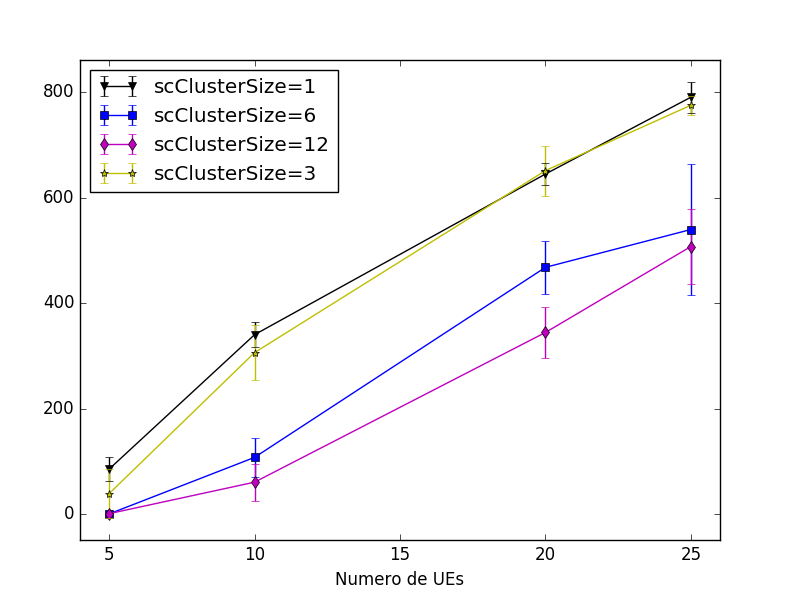 scClusterSize=1
scClusterSize=6
scClusterSize=12
scClusterSize=3
800
600
400
200
0
5 10 15 20 25
Numero de UEs